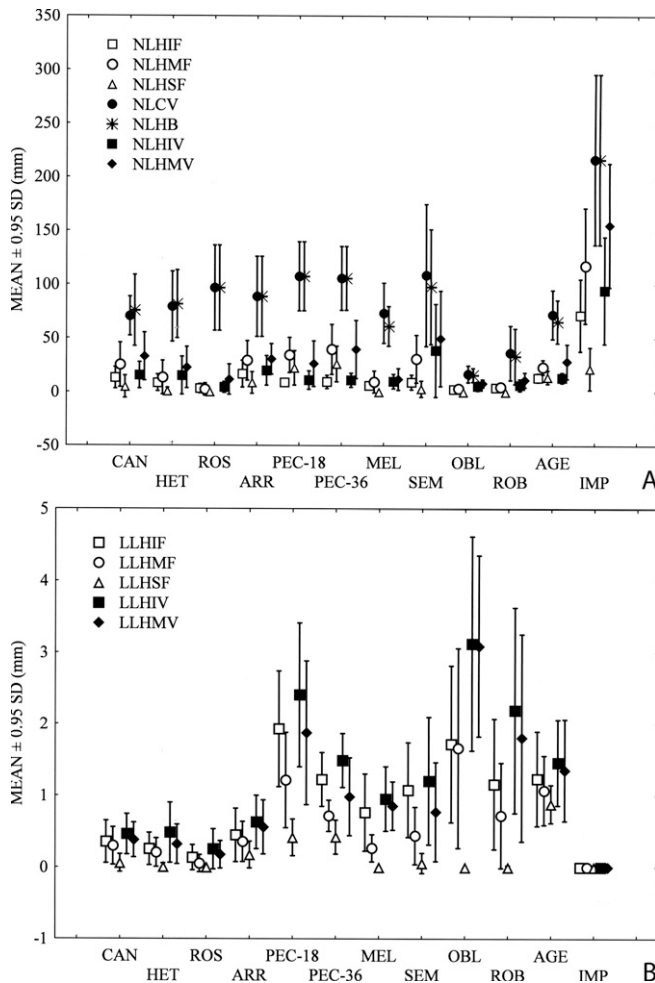 350
300
250
200
150
100
50
0
-50
MEAN ± 0.95 SD (mm)
NLHIF
NLHMF
NLHSF
NLCV
NLHB
NLHIV
NLHMV
CAN
ROS
PEC-18
MEL
OBL
AGE
HET
ARR
PEC-36
SEM
ROB
IMP
A
5
4
3
2
1
0
-1
MEAN ± 0.95 SD (mm)
LLHIF
LLHMF
LLHSF
LLHIV
LLHMV
CAN
ROS
PEC-18
MEL
OBL
AGE
HET
ARR
PEC-36
SEM
ROB
IMP
B